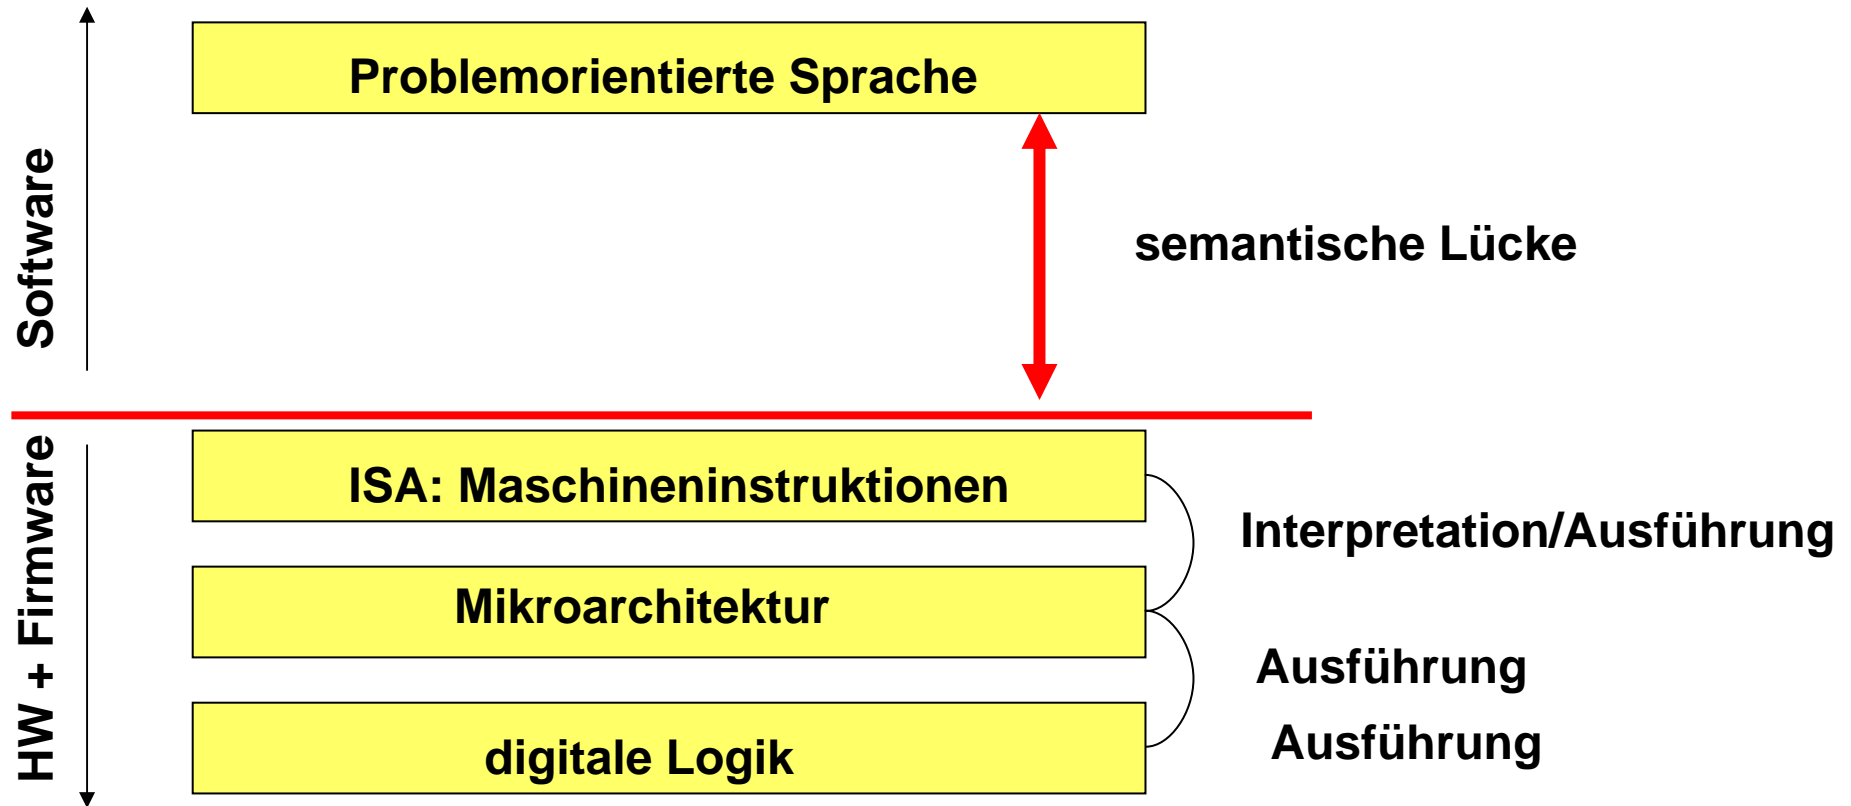 Problemorientierte Sprache
Software
semantische Lücke
HW + Firmware
ISA: Maschineninstruktionen
Interpretation/Ausführung
Mikroarchitektur
Ausführung
Ausführung
digitale Logik